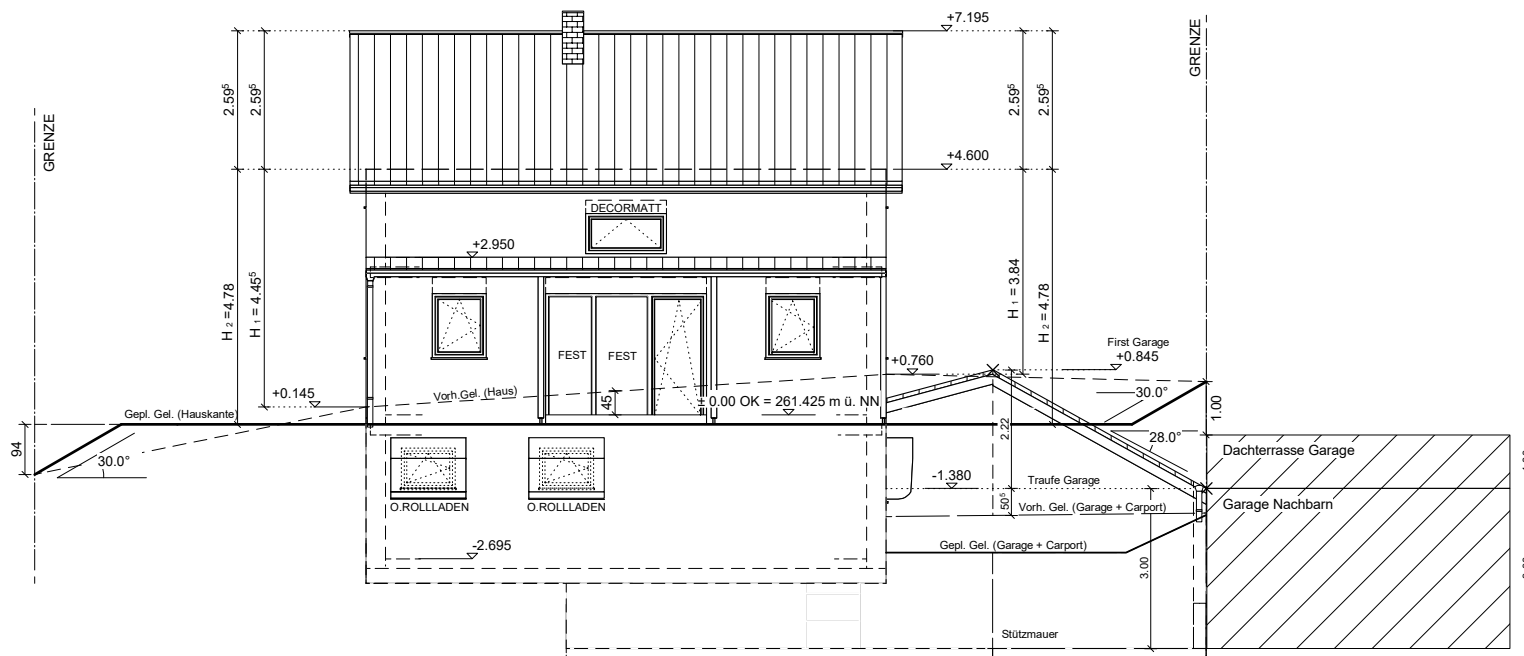 +7.195
GRENZE
GRENZE
2.59⁵
2.59⁵
2.59⁵
2.59⁵
+4.600
DECORMATT
+2.950
H ₂ = 4.78
H ₁ = 4.45⁵
H ₁ = 3.84
H ₂ = 4.78
First Garage
+0.845
+0.760
FEST
FEST
+0.145
Vorh.Gel. (Haus)
45
± 0.00 OK = 261.425 m ü. NN
30.0°
1.00
Gepl. Gel. (Hauskante)
94
30.0°
2.22
28.0°
Dachterrasse Garage
-1.380
Traufe Garage
50⁵
Vorh. Gel. (Garage + Carport)
Garage Nachbarn
O.ROLLLADEN
O.ROLLLADEN
-2.695
Gepl. Gel. (Garage + Carport)
3.00
Stützmauer